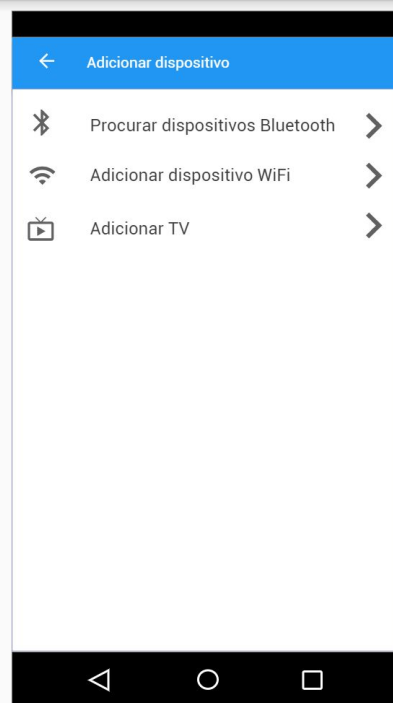 Adicionar dispositivo
Procurar dispositivos Bluetooth
Adicionar dispositivo WiFi
Adicionar TV